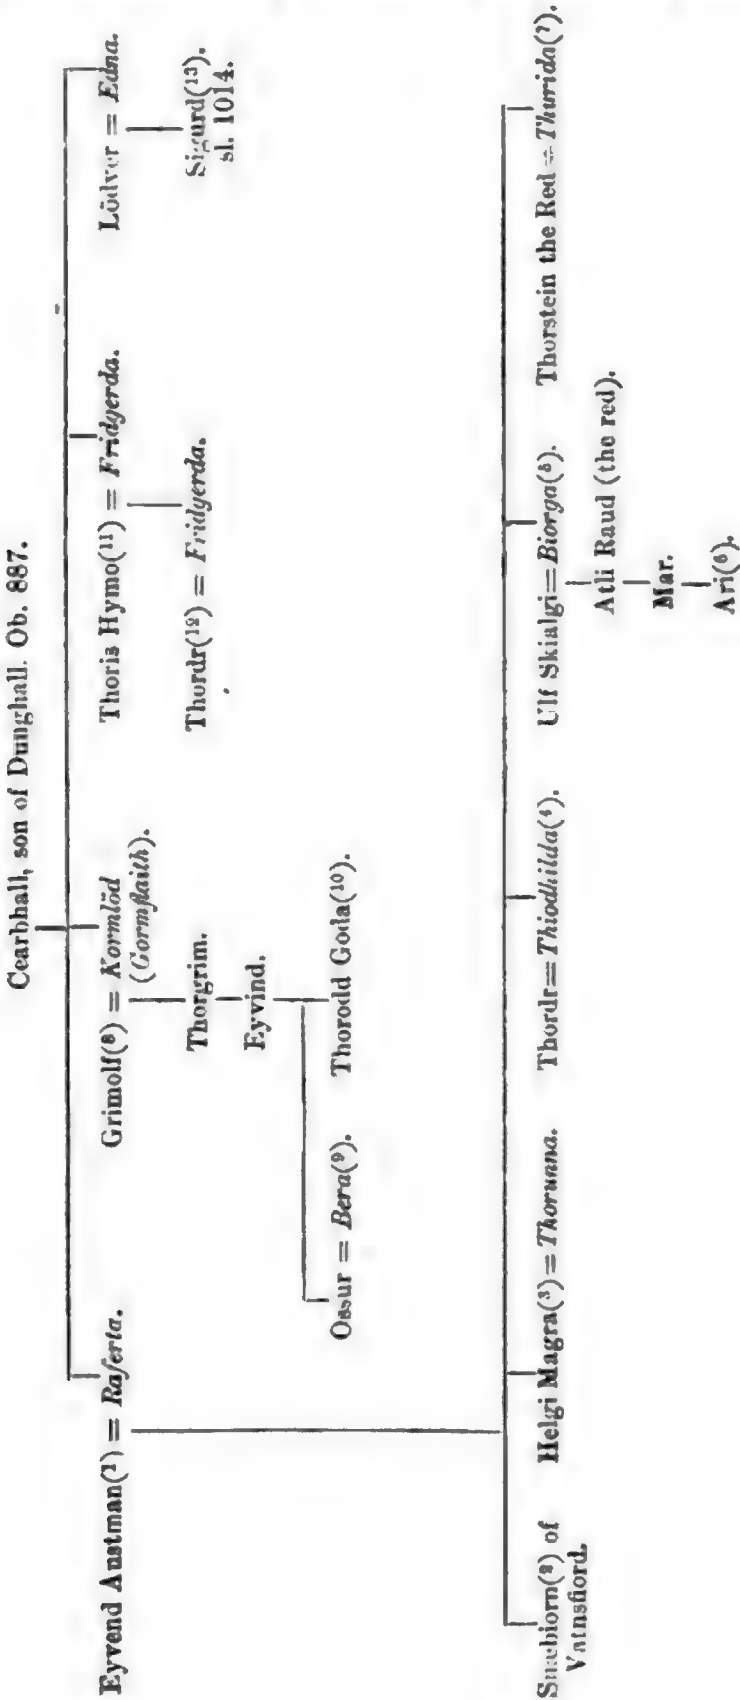 Cearbhall, son of Dunghall. Ob. 887.
Eyvend Austman(1) = Raferta.
Grimolf(8) = Kormlöd
(Gormflaith).
Thoris Hymo(11) = Fridgerda.
Lödver = Edna.
Thorgrim.
Eyvind.
Thurdr(12) = Fridgerda.
Sigurd(13).
sl. 1014.
Ossur = Bera(9).
Thorodd Goda(10).
Snæbiorn(2) of
Vatnsfiord.
Helgi Magra(3) = Thorunna.
Thordr = Thiodhilda(4).
Ulf Skialgi = Biorga(5).
Thorstein the Red = Thurida(7).
Atli Raud (the red).
Mar.
Ari(6).